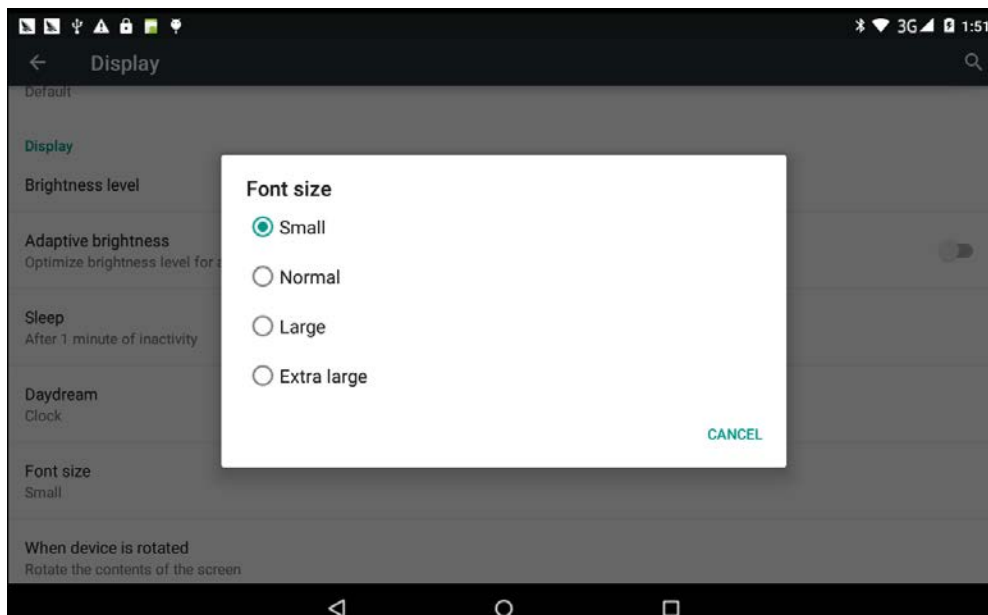 3G 1:51
Display
Default
Display
Brightness level
Adaptive brightness
Optimize brightness level for
Sleep
After 1 minute of inactivity
Daydream
Clock
Font size
Small
When device is rotated
Rotate the contents of the screen
Font size
Small
Normal
Large
Extra large
CANCEL